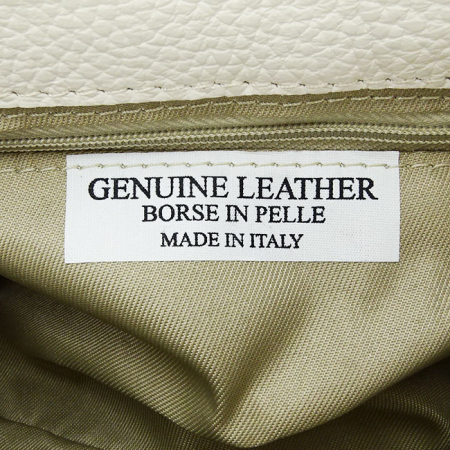 GENUINE LEATHER
BORSE IN PELLE
MADE IN ITALY